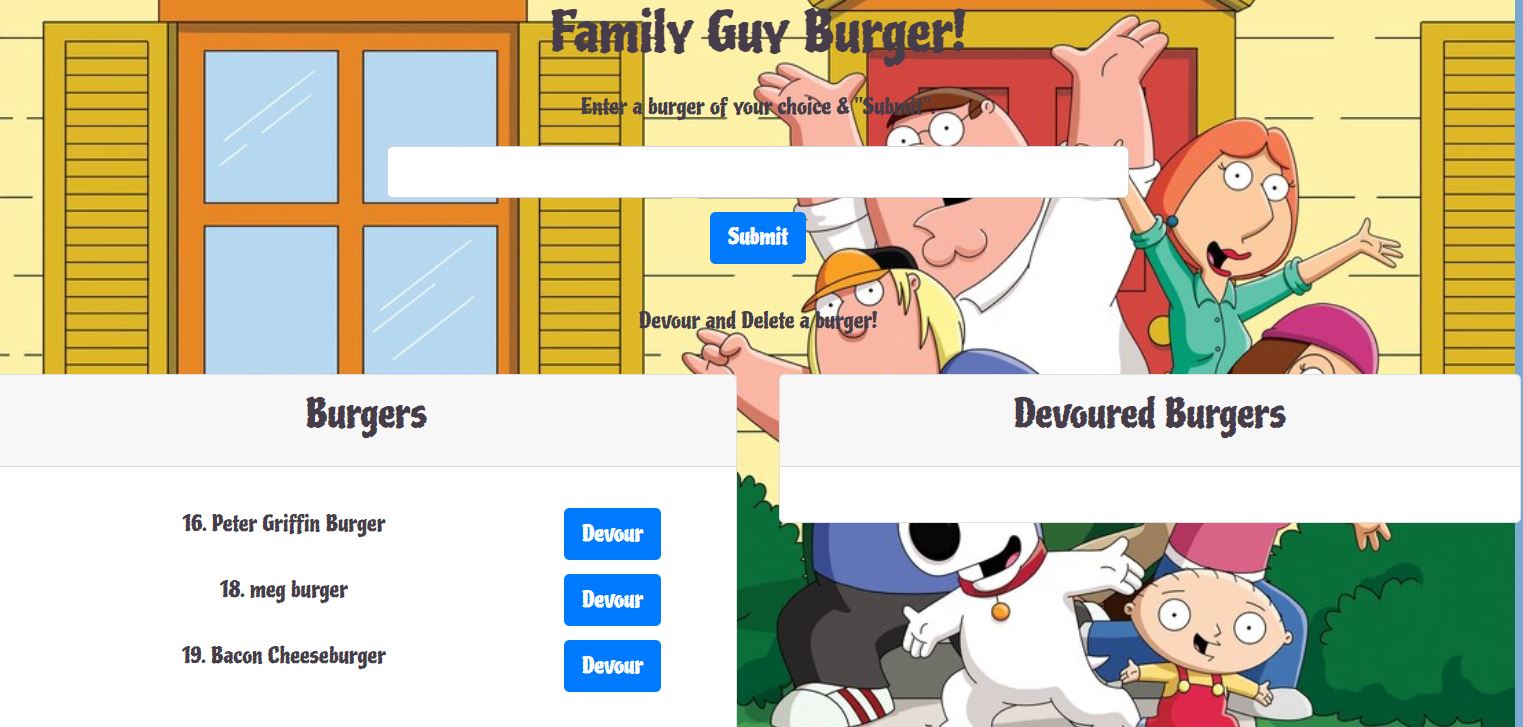 Family Guy Burger!
Enter a burger of your choice & "Submit".
Submit
Devour and Delete a burger!
Burgers
16. Peter Griffin Burger
Devour
18. meg burger
Devour
19. Bacon Cheeseburger
Devour
Devoured Burgers